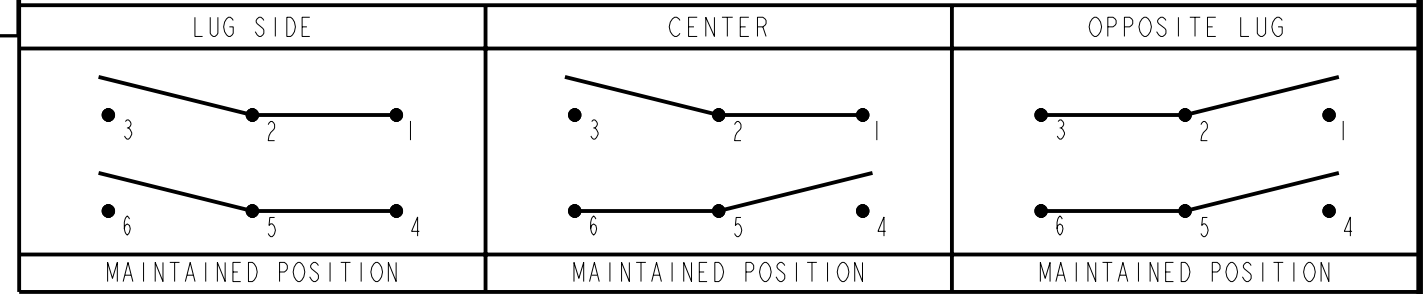 LUG SIDE CENTER OPPOSITE LUG
3 2 1 3 2 1 3 2 1
6 5 4 6 5 4 6 5 4
MAINTAINED POSITION MAINTAINED POSITION MAINTAINED POSITION